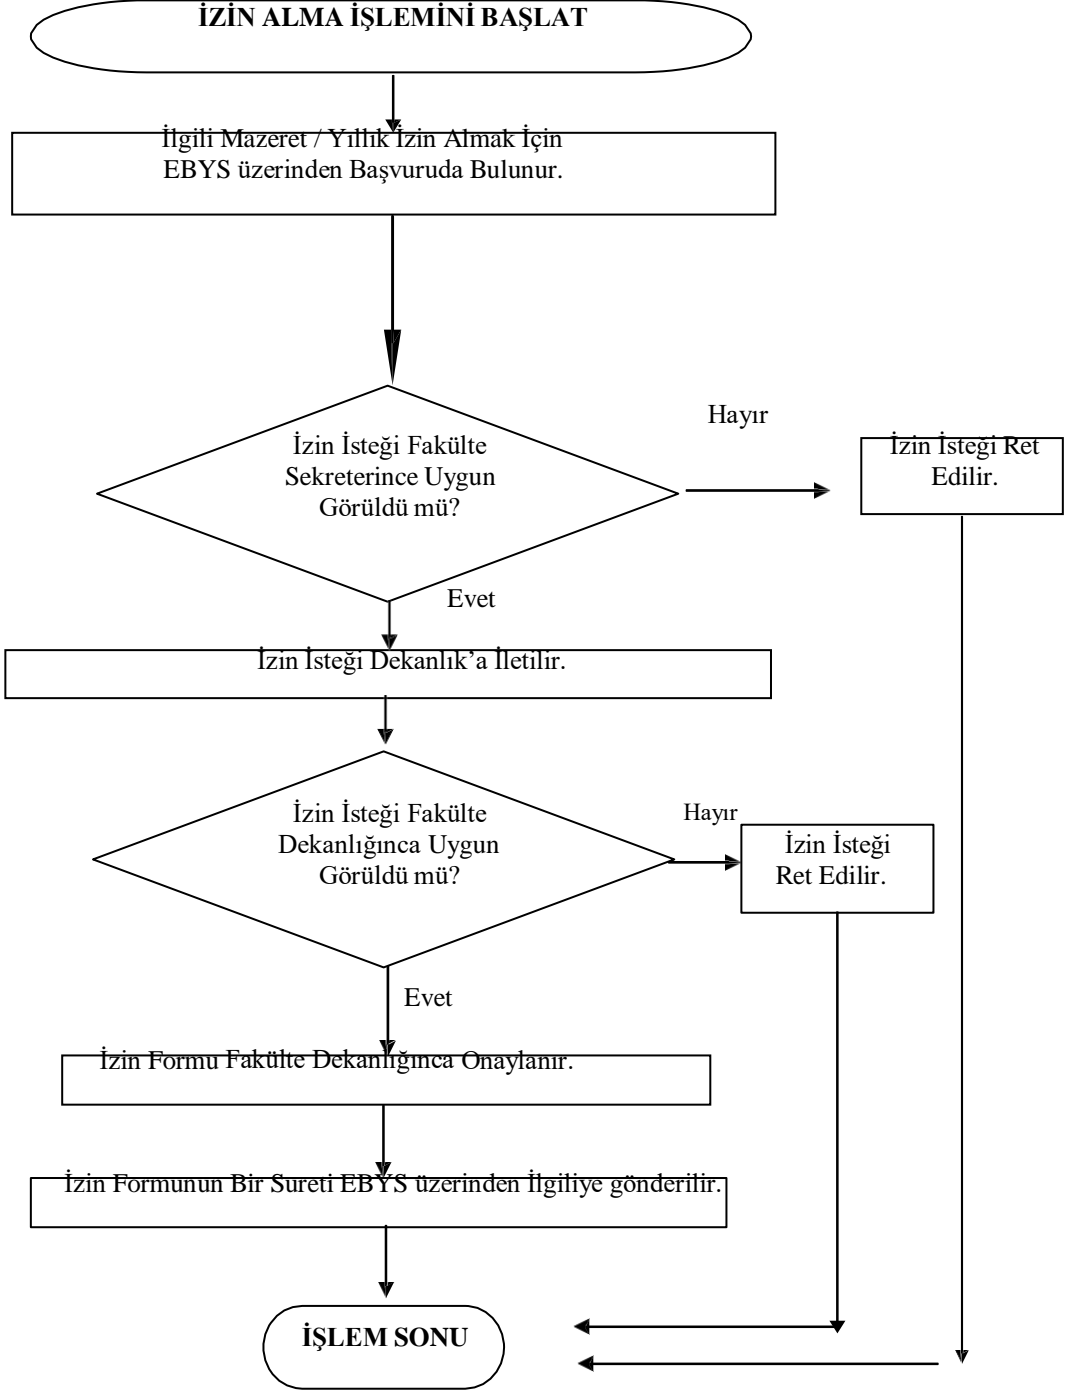 İZİN ALMA İŞLEMİNİ BAŞLAT
İlgili Mazeret / Yıllık İzin Almak İçin
EBYS üzerinden Başvuruda Bulunur.
Hayır
İzin İsteği Fakülte
Sekreterince Uygun
Görüldü mü?
İzin İsteği Ret
Edilir.
Evet
İzin İsteği Dekanlık’a İletilir.
İzin İsteği Fakülte
Dekanlığınca Uygun
Görüldü mü?
Hayır
İzin İsteği
Ret Edilir.
Evet
İzin Formu Fakülte Dekanlığınca Onaylanır.
İzin Formunun Bir Sureti EBYS üzerinden İlgiliye gönderilir.
İŞLEM SONU